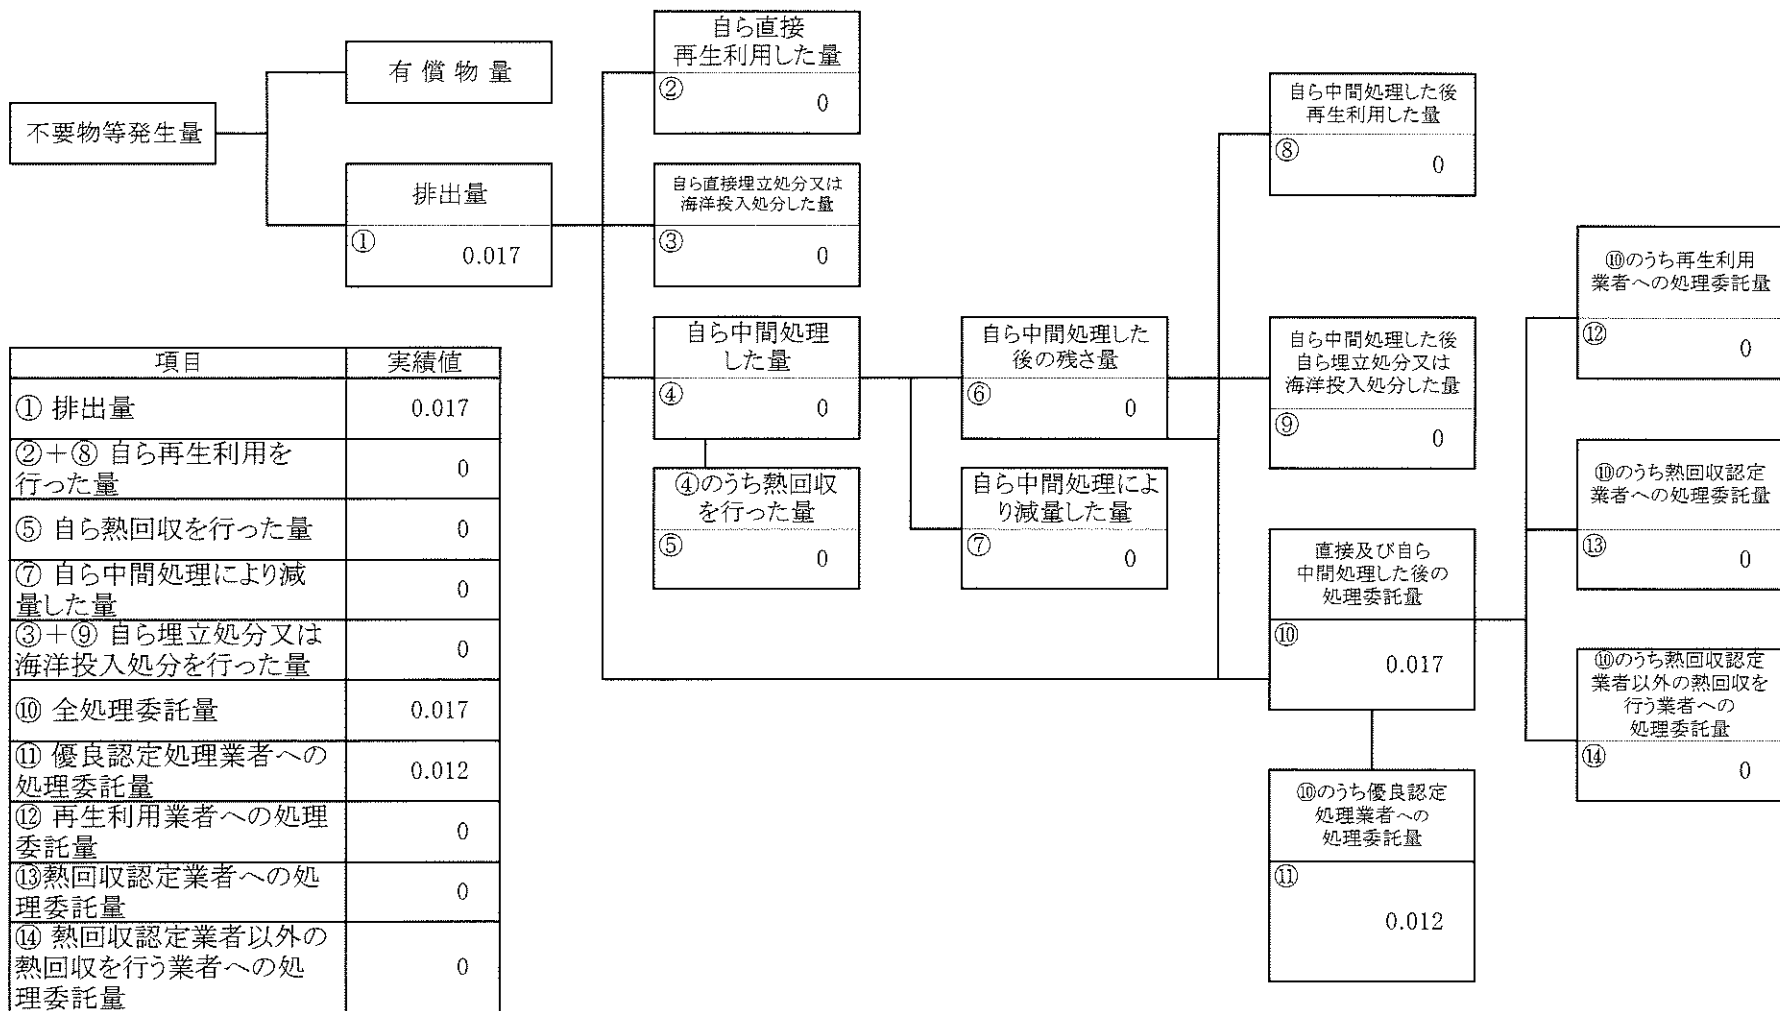 不要物等発生量
有償物量
排出量
①
0.017
自ら直接
再生利用した量
②
0
自ら直接埋立処分又は
海洋投入処分した量
③
0
自ら中間処理
した量
④
0
④のうち熱回収
を行った量
⑤
0
自ら中間処理した
後の残さ量
⑥
0
自ら中間処理によ
り減量した量
⑦
0
自ら中間処理した後
再生利用した量
⑧
0
自ら中間処理した後
自ら埋立処分又は
海洋投入処分した量
⑨
0
直接及び自ら
中間処理した後の
処理委託量
⑩
0.017
⑩のうち優良認定
処理業者への
処理委託量
⑪
0.012
⑩のうち再生利用
業者への処理委託量
⑫
0
⑩のうち熱回収認定
業者への処理委託量
⑬
0
⑩のうち熱回収認定
業者以外の熱回収を
行う業者への
処理委託量
⑭
0
項目 実績値
① 排出量 0.017
②+⑧ 自ら再生利用を
行った量 0
⑤ 自ら熱回収を行った量 0
⑦ 自ら中間処理により減
量した量 0
③+⑨ 自ら埋立処分又は
海洋投入処分を行った量 0
⑩ 全処理委託量 0.017
⑪ 優良認定処理業者への
処理委託量 0.012
⑫ 再生利用業者への処理
委託量 0
⑬熱回収認定業者への処
理委託量 0
⑭ 熱回収認定業者以外の
熱回収を行う業者への処
理委託量 0